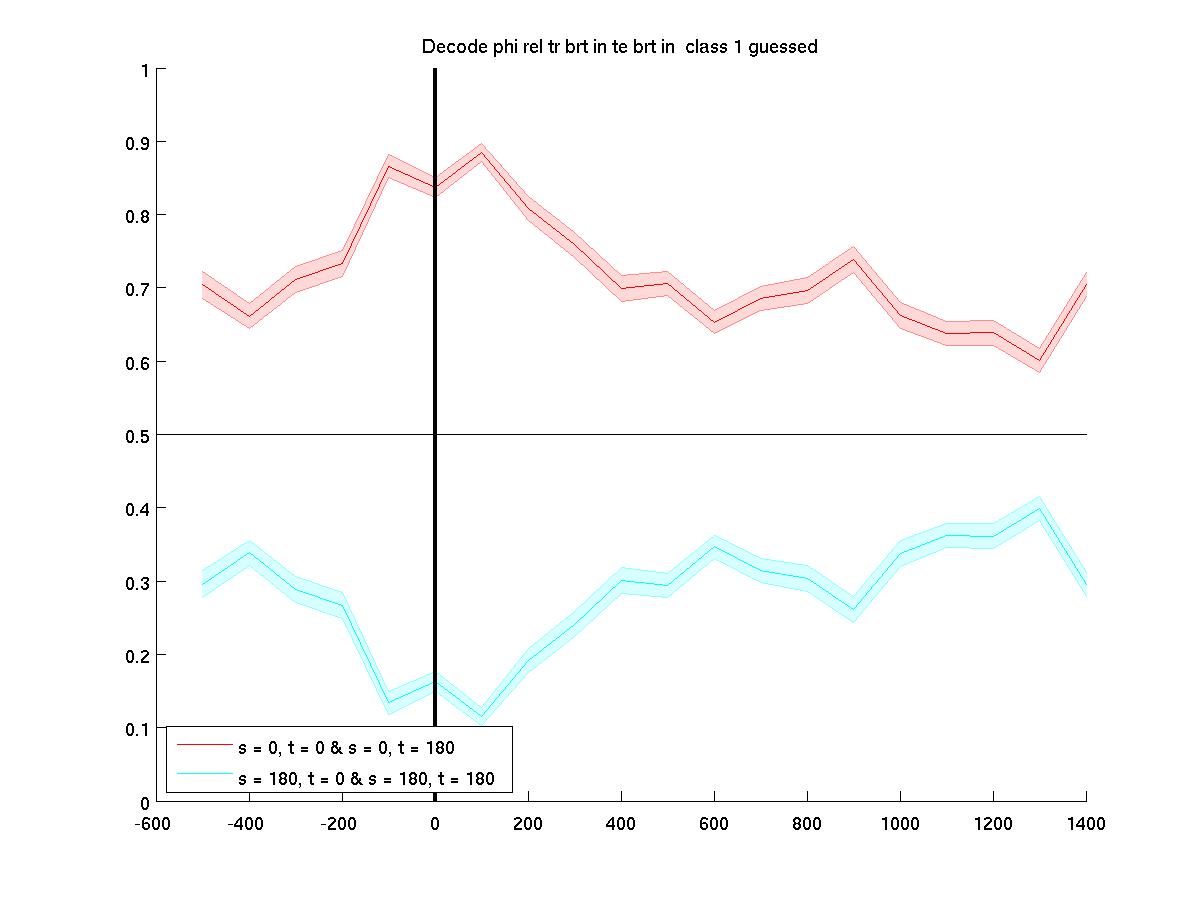 Decode phi rel tr brt in te brt in  class 1 guessed
1
0.9
0.8
0.7
0.6
0.5
0.4
0.3
0.2
0.1
0
s = 0, t = 0 & s = 0, t = 180
s = 180, t = 0 & s = 180, t = 180
-600 -400 -200 0 200 400 600 800 1000 1200 1400